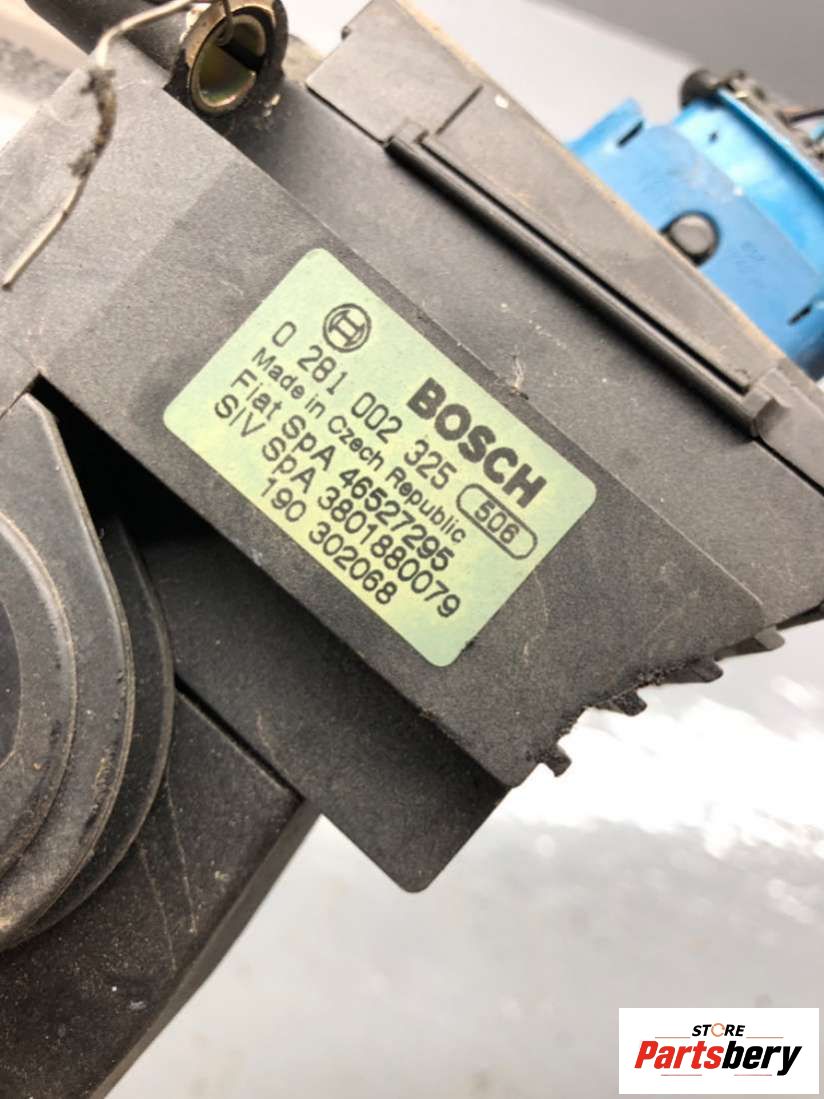 BOSCH
0 281 002 325 506
Made in Czech Republic
Fiat SpA 46527295
SIV SpA 3801880079
190 302068
STORE
Partsbery